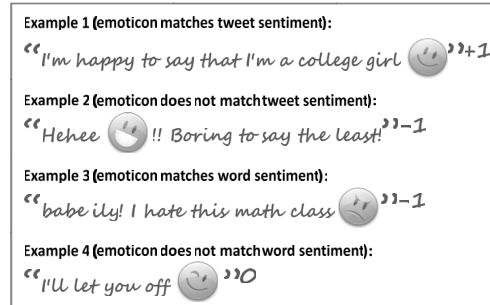 Example 1 (emoticon matches tweet sentiment):
“I'm happy to say that I'm a college girl ”+1
Example 2 (emoticon does not match tweet sentiment):
“Hehee !! Boring to say the least!”-1
Example 3 (emoticon matches word sentiment):
“babe ily! I hate this math class ”-1
Example 4 (emoticon does not match word sentiment):
“I'll let you off ”0